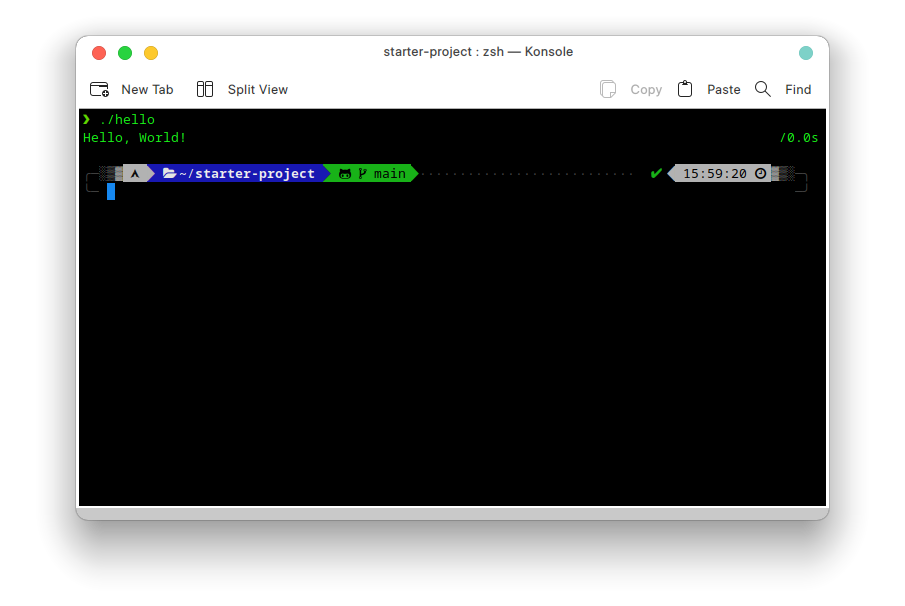 starter-project : zsh — Konsole
New Tab Split View Copy Paste Find
❯ ./hello
Hello, World! /0.0s
~/starter-project main ✔ 15:59:20